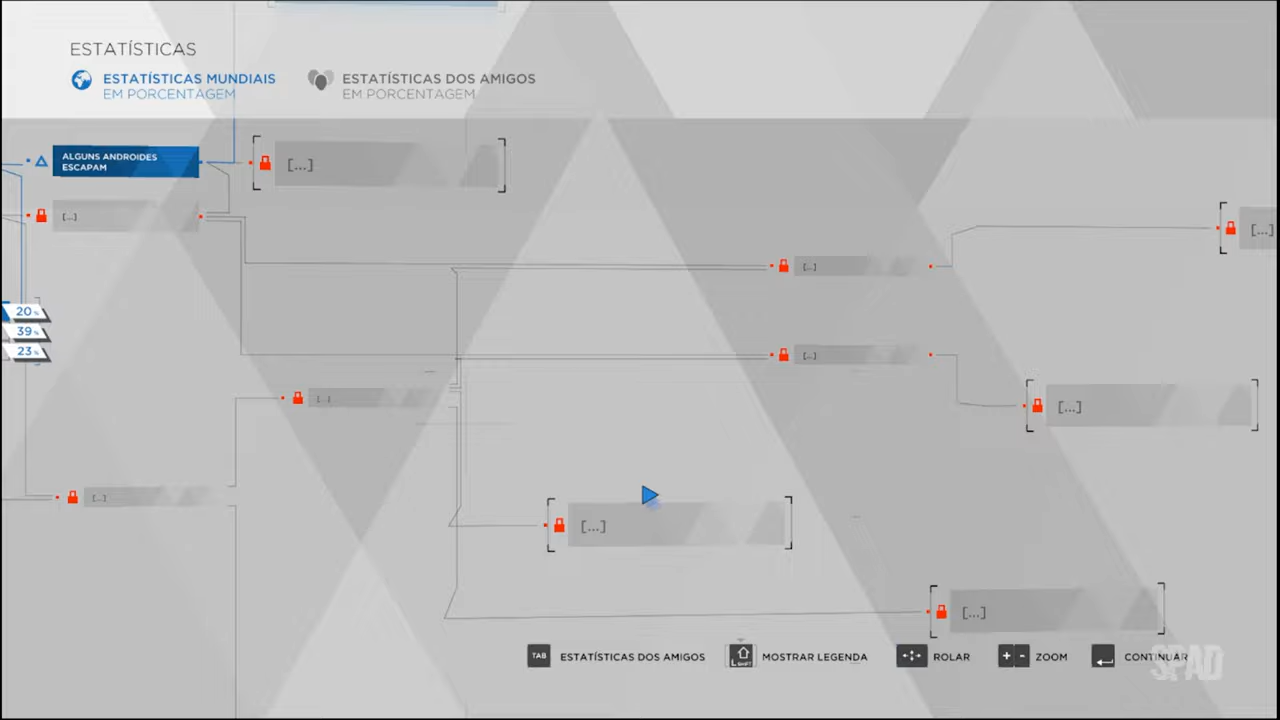 ESTATÍSTICAS
ESTATÍSTICAS MUNDIAIS
EM PORCENTAGEM
ESTATÍSTICAS DOS AMIGOS
EM PORCENTAGEM
ALGUNS ANDROIDES
ESCAPAM
[...]
[...]
[...]
[...]
20%
39%
23%
[...]
[...]
[...]
[...]
[...]
[...]
TAB ESTATÍSTICAS DOS AMIGOS
L SHIFT MOSTRAR LEGENDA
ROLAR
+ - ZOOM
CONTINUAR
SPAD